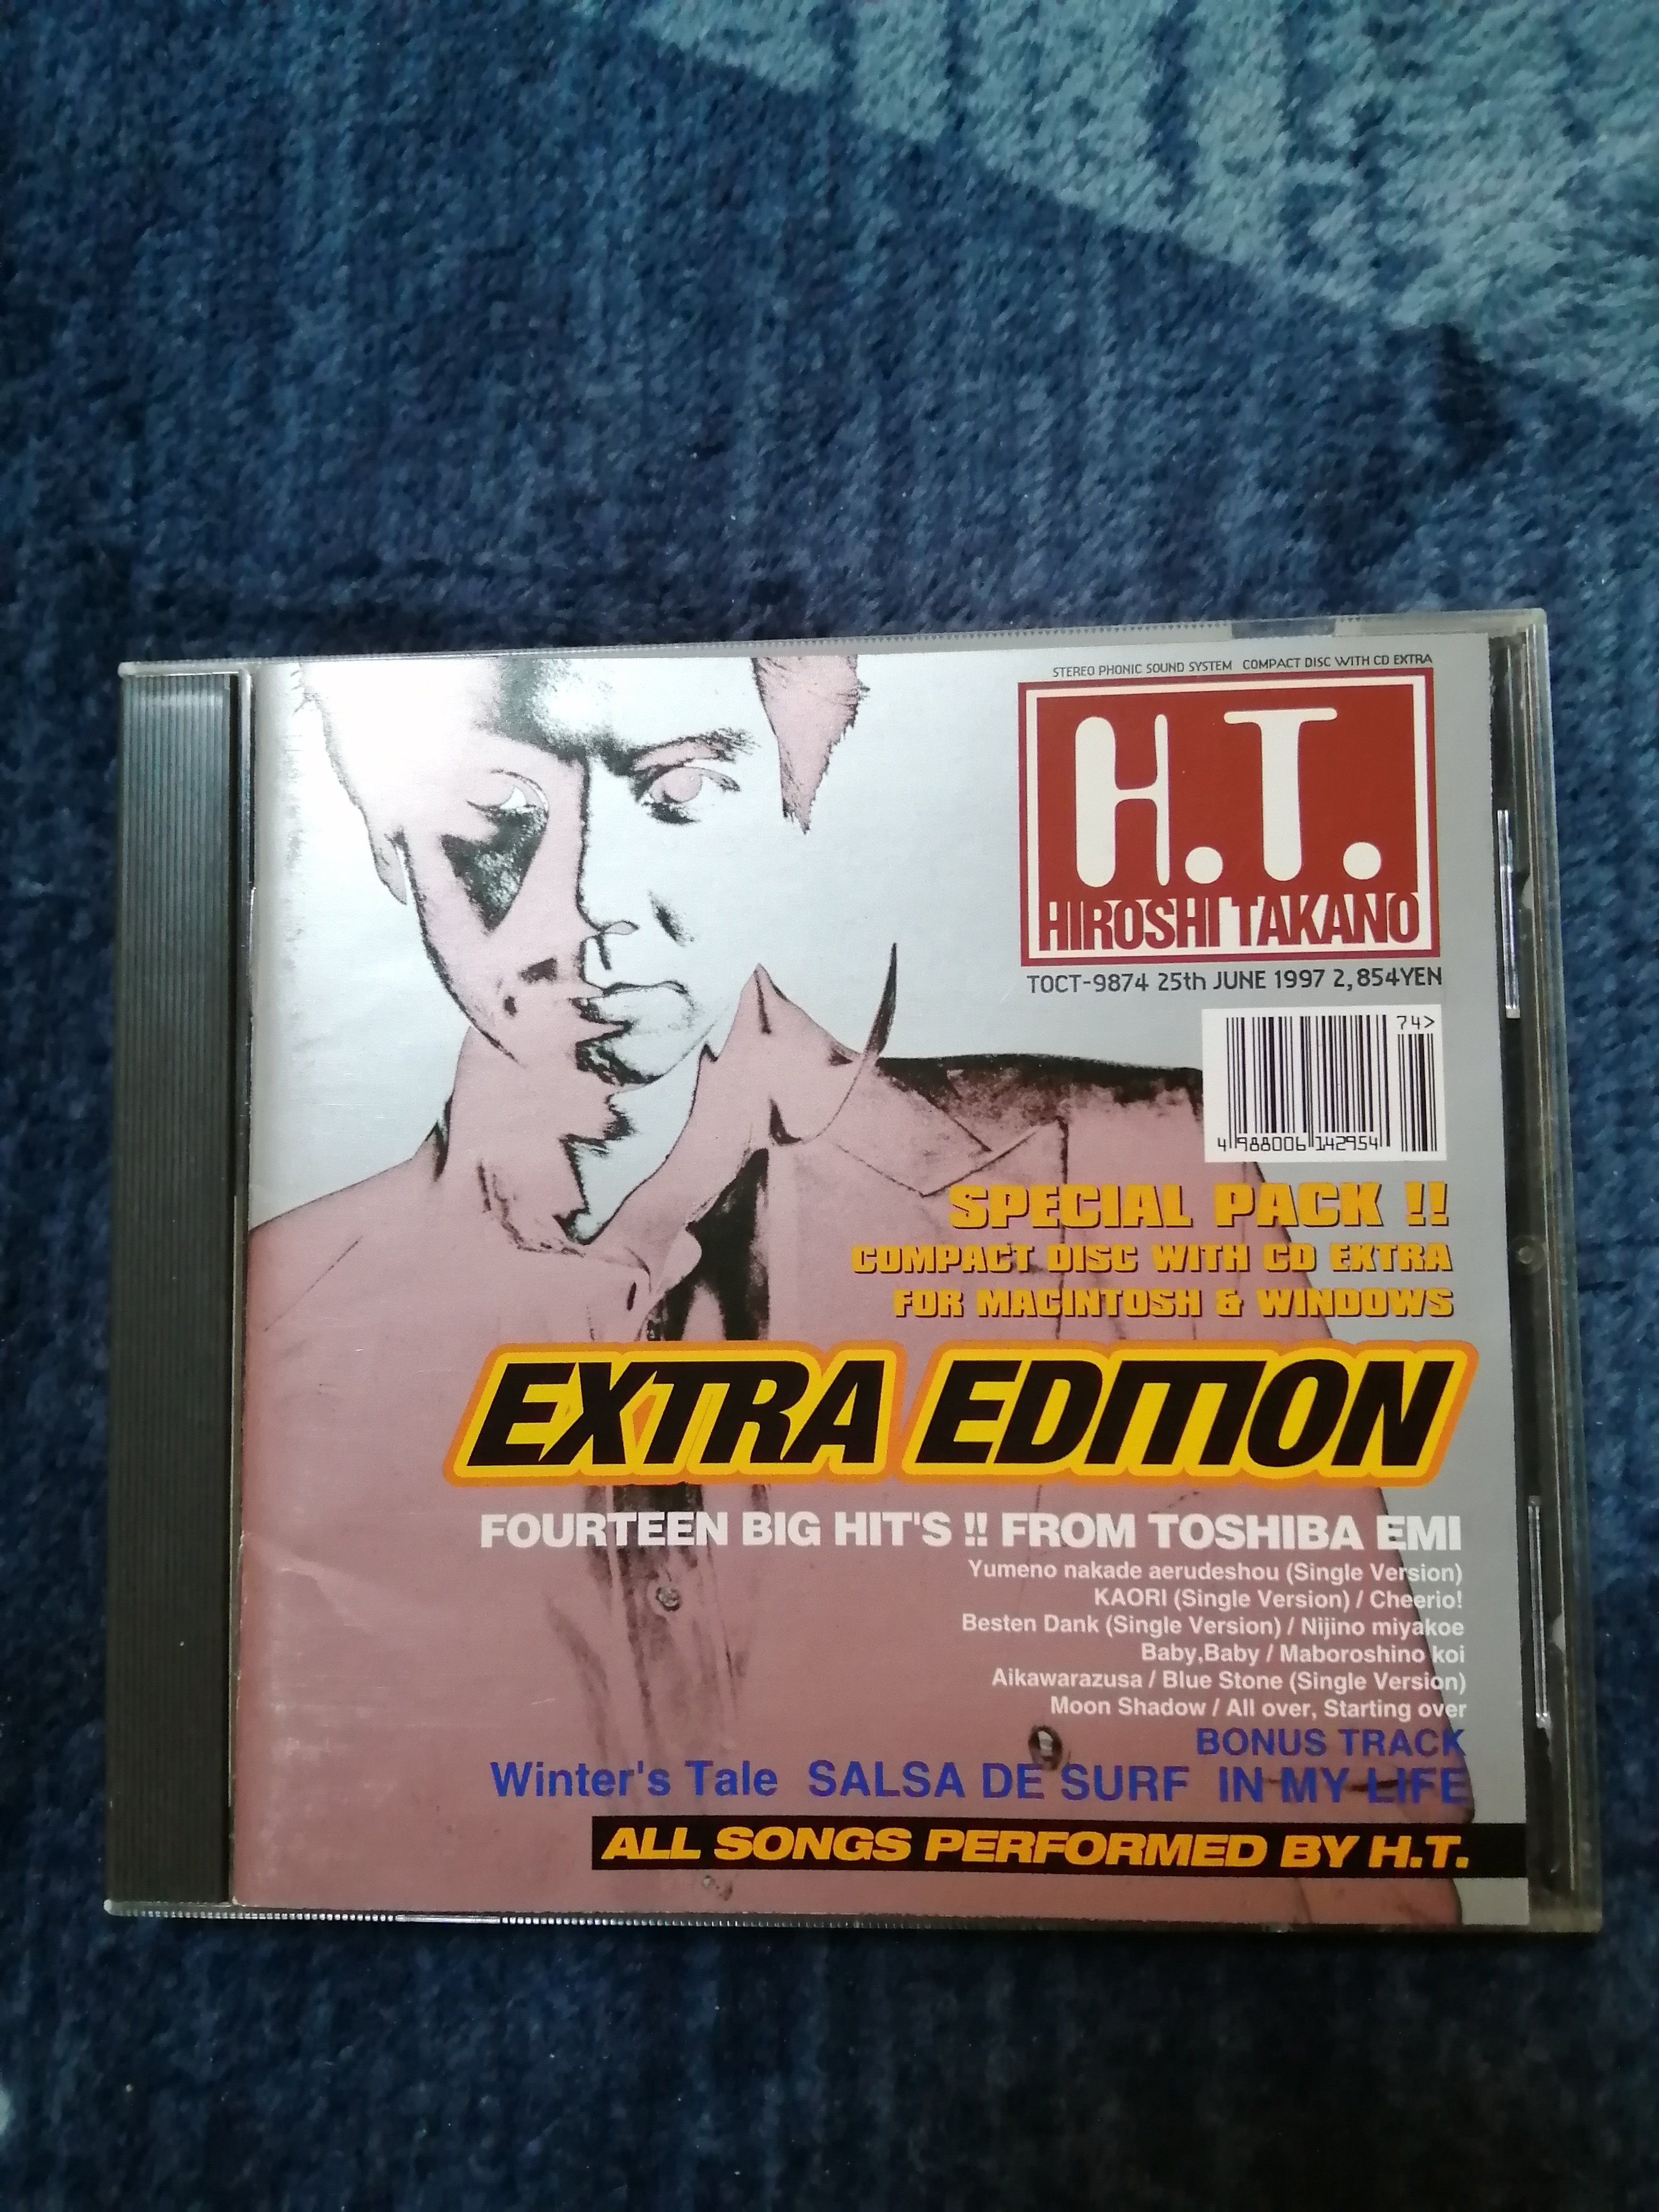 STEREO PHONIC SOUND SYSTEM COMPACT DISC WITH CD EXTRA
H.T.
HIROSHI TAKANO
TOCT-9874 25th JUNE 1997 2,854YEN
74>
4 988006 142954
SPECIAL PACK !!
COMPACT DISC WITH CD EXTRA
FOR MACINTOSH & WINDOWS
EXTRA EDITION
FOURTEEN BIG HIT'S !! FROM TOSHIBA EMI
Yumeno nakade aerudeshou (Single Version)
KAORI (Single Version) / Cheerio!
Besten Dank (Single Version) / Nijino miyakoe
Baby,Baby / Maboroshino koi
Aikawarazusa / Blue Stone (Single Version)
Moon Shadow / All over, Starting over
BONUS TRACK
Winter's Tale SALSA DE SURF IN MY LIFE
ALL SONGS PERFORMED BY H.T.